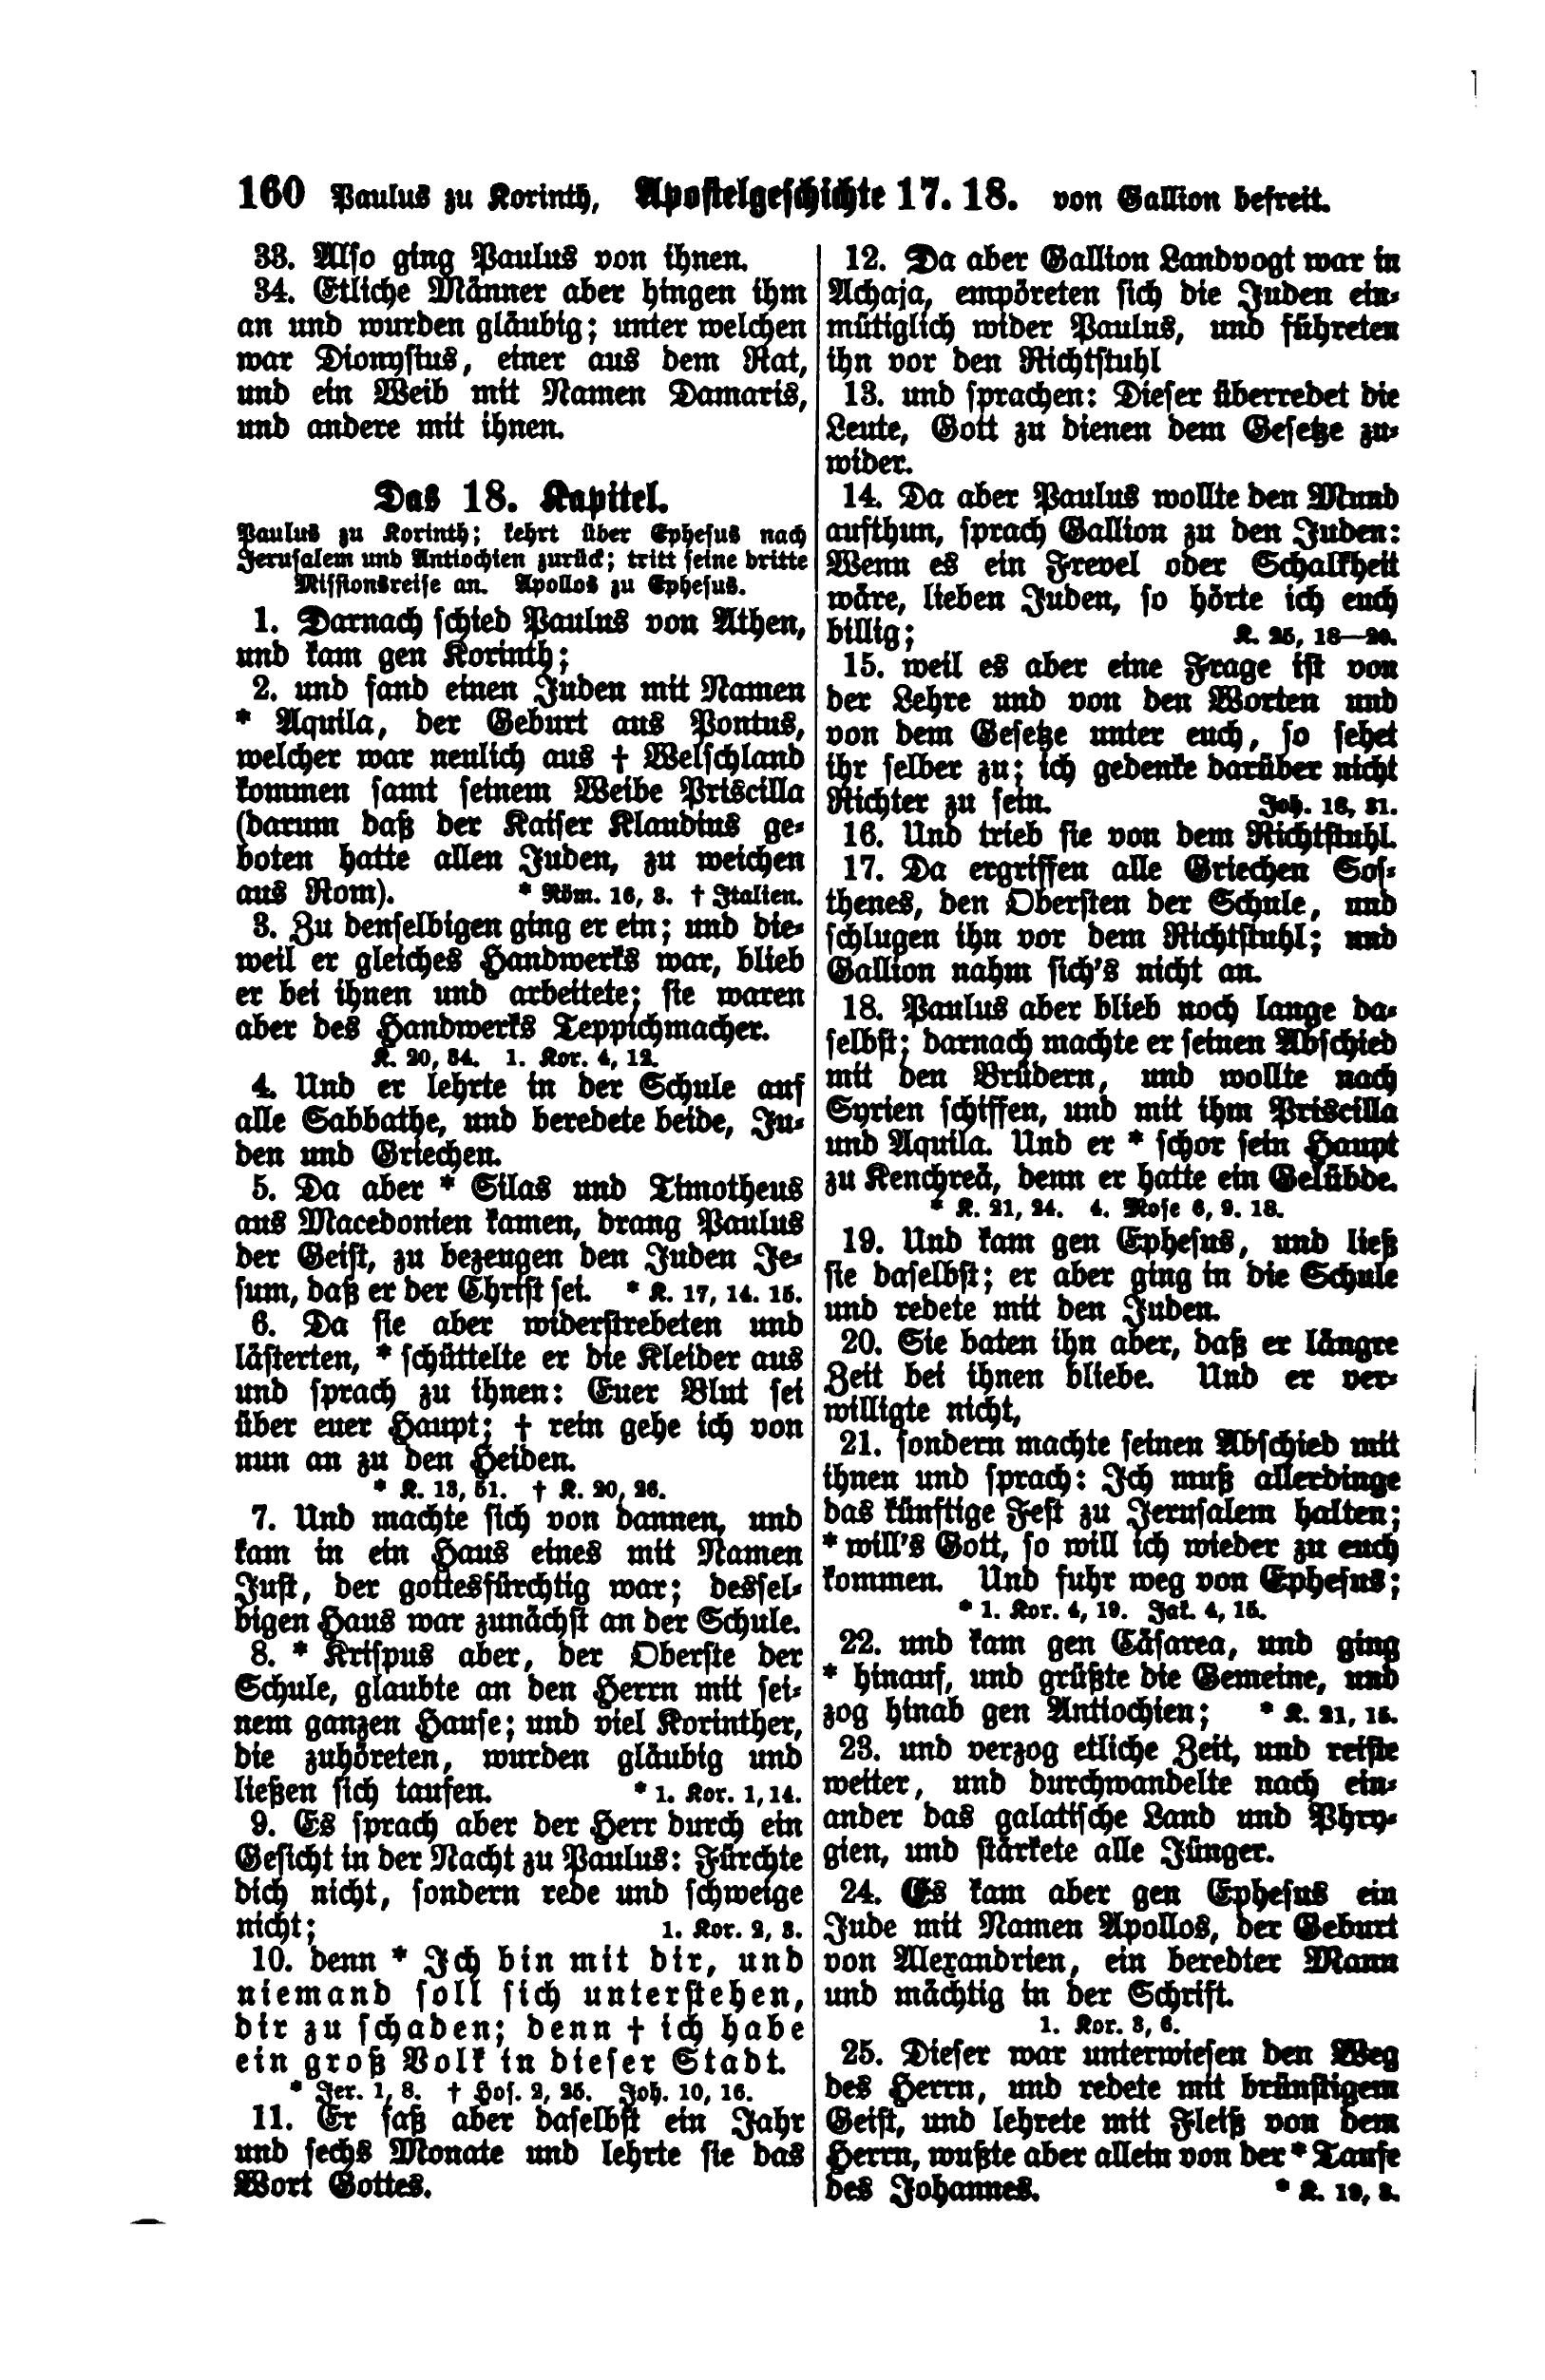 160 Paulus zu Korinth, Apostelgeschichte 17. 18. von Gallion befreit.
33. Also ging Paulus von ihnen.
34. Etliche Männer aber hingen ihm
an und wurden gläubig; unter welchen
war Dionysius, einer aus dem Rat,
und ein Weib mit Namen Damaris,
und andere mit ihnen.
Das 18. Kapitel.
Paulus zu Korinth; kehrt über Ephesus nach
Jerusalem und Antiochien zurück; tritt seine dritte
Missionsreise an. Apollos zu Ephesus.
1. Darnach schied Paulus von Athen,
und kam gen Korinth;
2. und fand einen Juden mit Namen
* Aquila, der Geburt aus Pontus,
welcher war neulich aus † Welschland
kommen samt seinem Weibe Priscilla
(darum daß der Kaiser Klaudius ge-
boten hatte allen Juden, zu weichen
aus Rom). * Röm. 16, 3. † Italien.
3. Zu denselbigen ging er ein; und die-
weil er gleiches Handwerks war, blieb
er bei ihnen und arbeitete; sie waren
aber des Handwerks Teppichmacher.
K. 20, 34. 1. Kor. 4, 12.
4. Und er lehrte in der Schule auf
alle Sabbathe, und beredete beide, Ju-
den und Griechen.
5. Da aber * Silas und Timotheus
aus Macedonien kamen, drang Paulus
der Geist, zu bezeugen den Juden Je-
sum, daß er der Christ sei. * K. 17, 14. 15.
6. Da sie aber widerstrebeten und
lästerten, * schüttelte er die Kleider aus
und sprach zu ihnen: Euer Blut sei
über euer Haupt; † rein gehe ich von
nun an zu den Heiden.
* K. 13, 51. † K. 20, 26.
7. Und machte sich von dannen, und
kam in ein Haus eines mit Namen
Just, der gottesfürchtig war; dessel-
bigen Haus war zunächst an der Schule.
8. * Krispus aber, der Oberste der
Schule, glaubte an den Herrn mit sei-
nem ganzen Hause; und viel Korinther,
die zuhöreten, wurden gläubig und
ließen sich taufen. * 1. Kor. 1, 14.
9. Es sprach aber der Herr durch ein
Gesicht in der Nacht zu Paulus: Fürchte
dich nicht, sondern rede und schweige
nicht; 1. Kor. 2, 3.
10. denn * Ich bin mit dir, und
niemand soll sich unterstehen,
dir zu schaden; denn † ich habe
ein groß Volk in dieser Stadt.
* Jer. 1, 8. † Hos. 2, 25. Joh. 10, 16.
11. Er saß aber daselbst ein Jahr
und sechs Monate und lehrte sie das
Wort Gottes.
12. Da aber Gallion Landvogt war in
Achaja, empöreten sich die Juden ein-
mütiglich wider Paulus, und führeten
ihn vor den Richtstuhl
13. und sprachen: Dieser überredet die
Leute, Gott zu dienen dem Gesetze zu-
wider.
14. Da aber Paulus wollte den Mund
aufthun, sprach Gallion zu den Juden:
Wenn es ein Frevel oder Schalkheit
wäre, lieben Juden, so hörte ich euch
billig; K. 25, 18—20.
15. weil es aber eine Frage ist von
der Lehre und von den Worten und
von dem Gesetze unter euch, so sehet
ihr selber zu; ich gedenke darüber nicht
Richter zu sein. Joh. 18, 31.
16. Und trieb sie von dem Richtstuhl.
17. Da ergriffen alle Griechen Sos-
thenes, den Obersten der Schule, und
schlugen ihn vor dem Richtstuhl; und
Gallion nahm sich's nicht an.
18. Paulus aber blieb noch lange da-
selbst; darnach machte er seinen Abschied
mit den Brüdern, und wollte nach
Syrien schiffen, und mit ihm Priscilla
und Aquila. Und er * schor sein Haupt
zu Kenchreä, denn er hatte ein Gelübde.
* K. 21, 24. 4. Mose 6, 9. 18.
19. Und kam gen Ephesus, und ließ
sie daselbst; er aber ging in die Schule
und redete mit den Juden.
20. Sie baten ihn aber, daß er längre
Zeit bei ihnen bliebe. Und er ver-
willigte nicht,
21. sondern machte seinen Abschied mit
ihnen und sprach: Ich muß allerdinge
das künftige Fest zu Jerusalem halten;
* will's Gott, so will ich wieder zu euch
kommen. Und fuhr weg von Ephesus;
* 1. Kor. 4, 19. Jak. 4, 15.
22. und kam gen Cäsarea, und ging
* hinauf, und grüßte die Gemeine, und
zog hinab gen Antiochien; * K. 21, 15.
23. und verzog etliche Zeit, und reiste
weiter, und durchwandelte nach ein-
ander das galatische Land und Phry-
gien, und stärkete alle Jünger.
24. Es kam aber gen Ephesus ein
Jude mit Namen Apollos, der Geburt
von Alexandrien, ein beredter Mann
und mächtig in der Schrift.
1. Kor. 3, 6.
25. Dieser war unterwiesen den Weg
des Herrn, und redete mit brünstigem
Geist, und lehrete mit Fleiß von dem
Herrn, wußte aber allein von der * Taufe
des Johannes. * K. 19, 3.